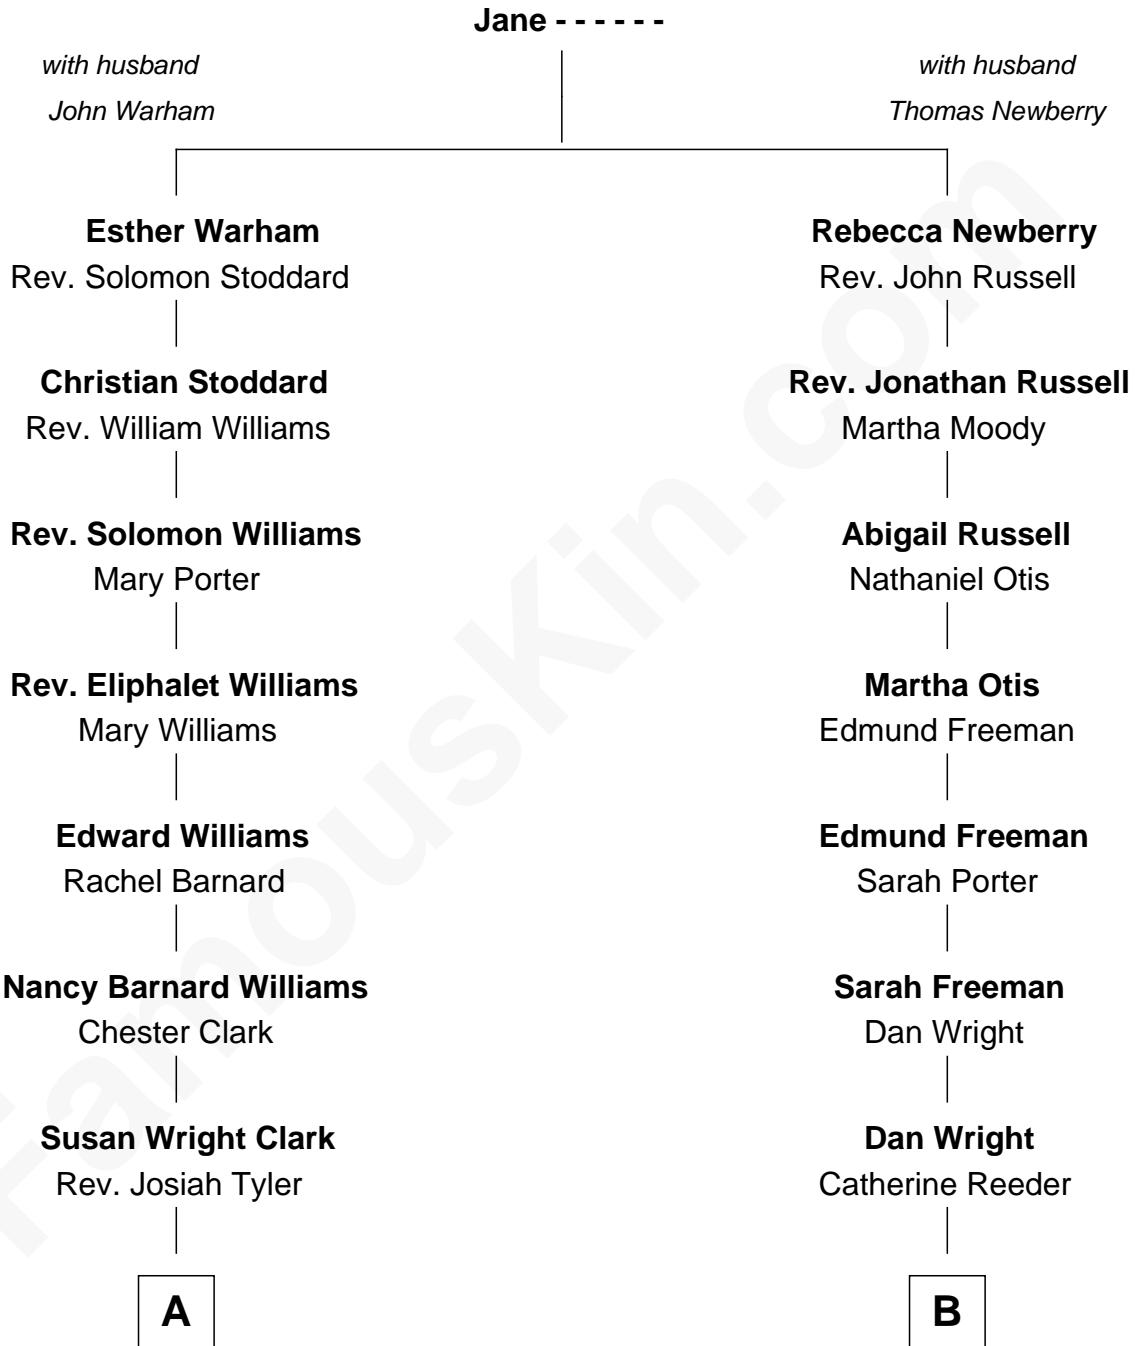 Jane - - - - - -
with husband
John Warham
with husband
Thomas Newberry
Esther Warham
Rev. Solomon Stoddard
Rebecca Newberry
Rev. John Russell
Christian Stoddard
Rev. William Williams
Rev. Jonathan Russell
Martha Moody
Rev. Solomon Williams
Mary Porter
Abigail Russell
Nathaniel Otis
Rev. Eliphalet Williams
Mary Williams
Martha Otis
Edmund Freeman
Edward Williams
Rachel Barnard
Edmund Freeman
Sarah Porter
Nancy Barnard Williams
Chester Clark
Sarah Freeman
Dan Wright
Susan Wright Clark
Rev. Josiah Tyler
Dan Wright
Catherine Reeder
A
B
FamousKin.com